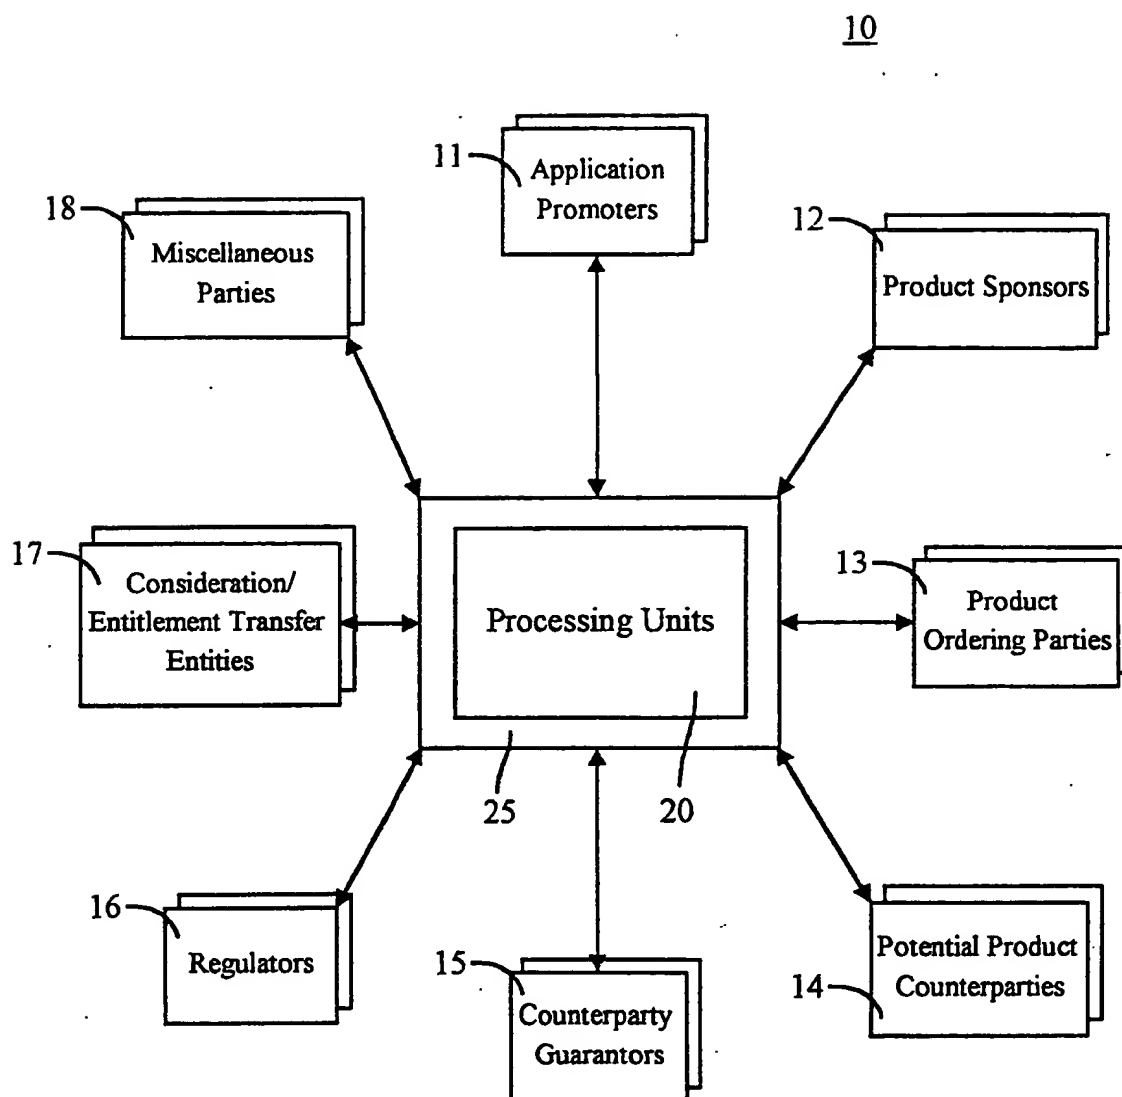 10
11
Application
Promoters
18
Miscellaneous
Parties
12
Product Sponsors
17
Consideration/
Entitlement Transfer
Entities
Processing Units
13
Product
Ordering Parties
25
20
16
Regulators
15
Counterparty
Guarantors
14
Potential Product
Counterparties